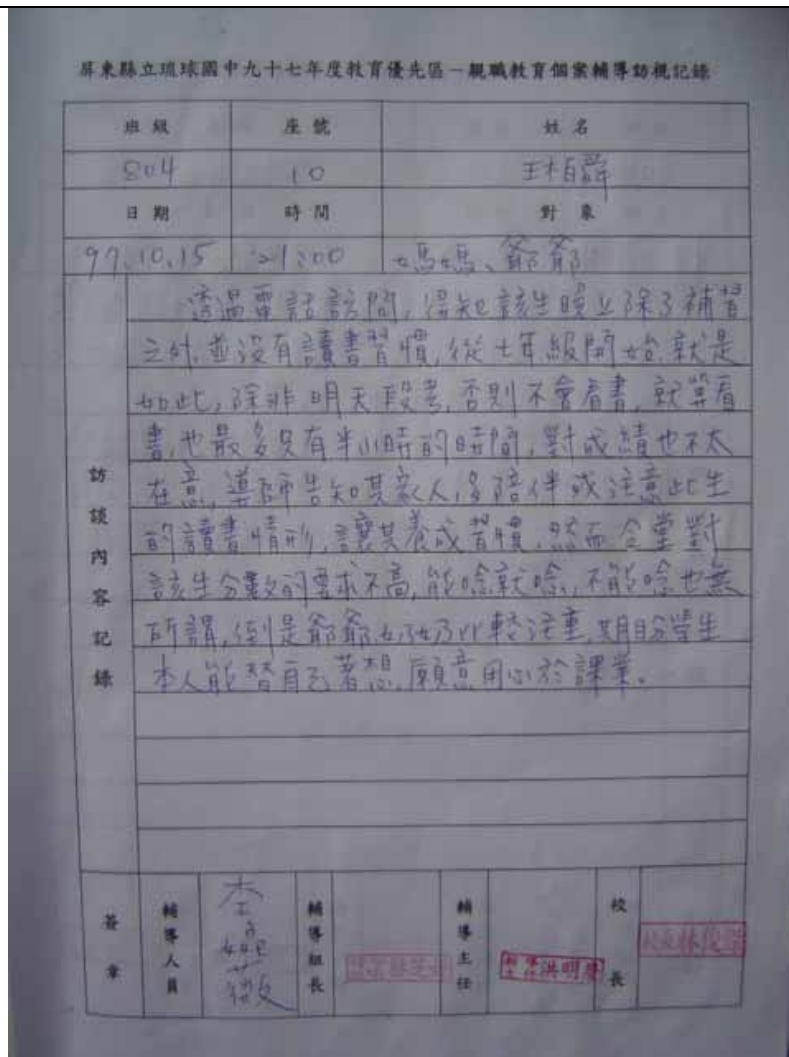 屏東縣立琉球國中九十七年度教育優先區-親職教育個案輔導訪視記錄
班級 座號 姓名
804 10 王柏舜
日期 時間 對象
97.10.15 21:00 媽媽、爺爺
透過電話訪問,得知該生晚上除了補習
之外,並沒有讀書習慣,從七年級開始,就是
如此,除非明天段考,否則不會看書,就算看
書,也最多只有半小時的時間,對成績也不太
在意,導師告知其家人,多陪伴或注意此生
的讀書情形,讓其養成習慣,然而令堂對
該生分數的要求不高,能唸就唸,不能唸也無
所謂,倒是爺爺奶奶比較注重,期盼學生
本人能替自己著想,願意用心於課業。
訪談內容記錄
簽章
輔導人員
李
輔導組長
輔導主任
洪明
校長
校長林俊